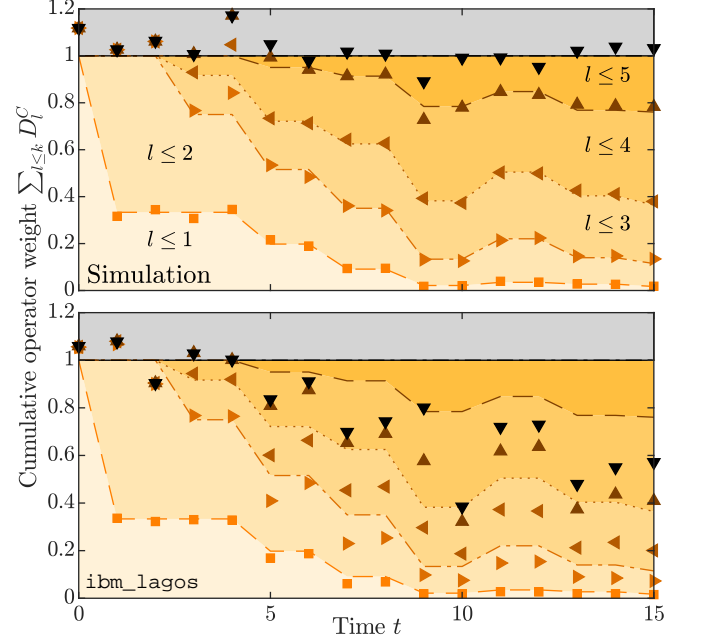 Cumulative operator weight ∑_{l≤k} D_l^C
1.2
1
0.8
0.6
0.4
0.2
0
l ≤ 5
l ≤ 4
l ≤ 2
l ≤ 3
l ≤ 1
Simulation
1.2
1
0.8
0.6
0.4
0.2
0
ibm_lagos
0 5 10 15
Time t